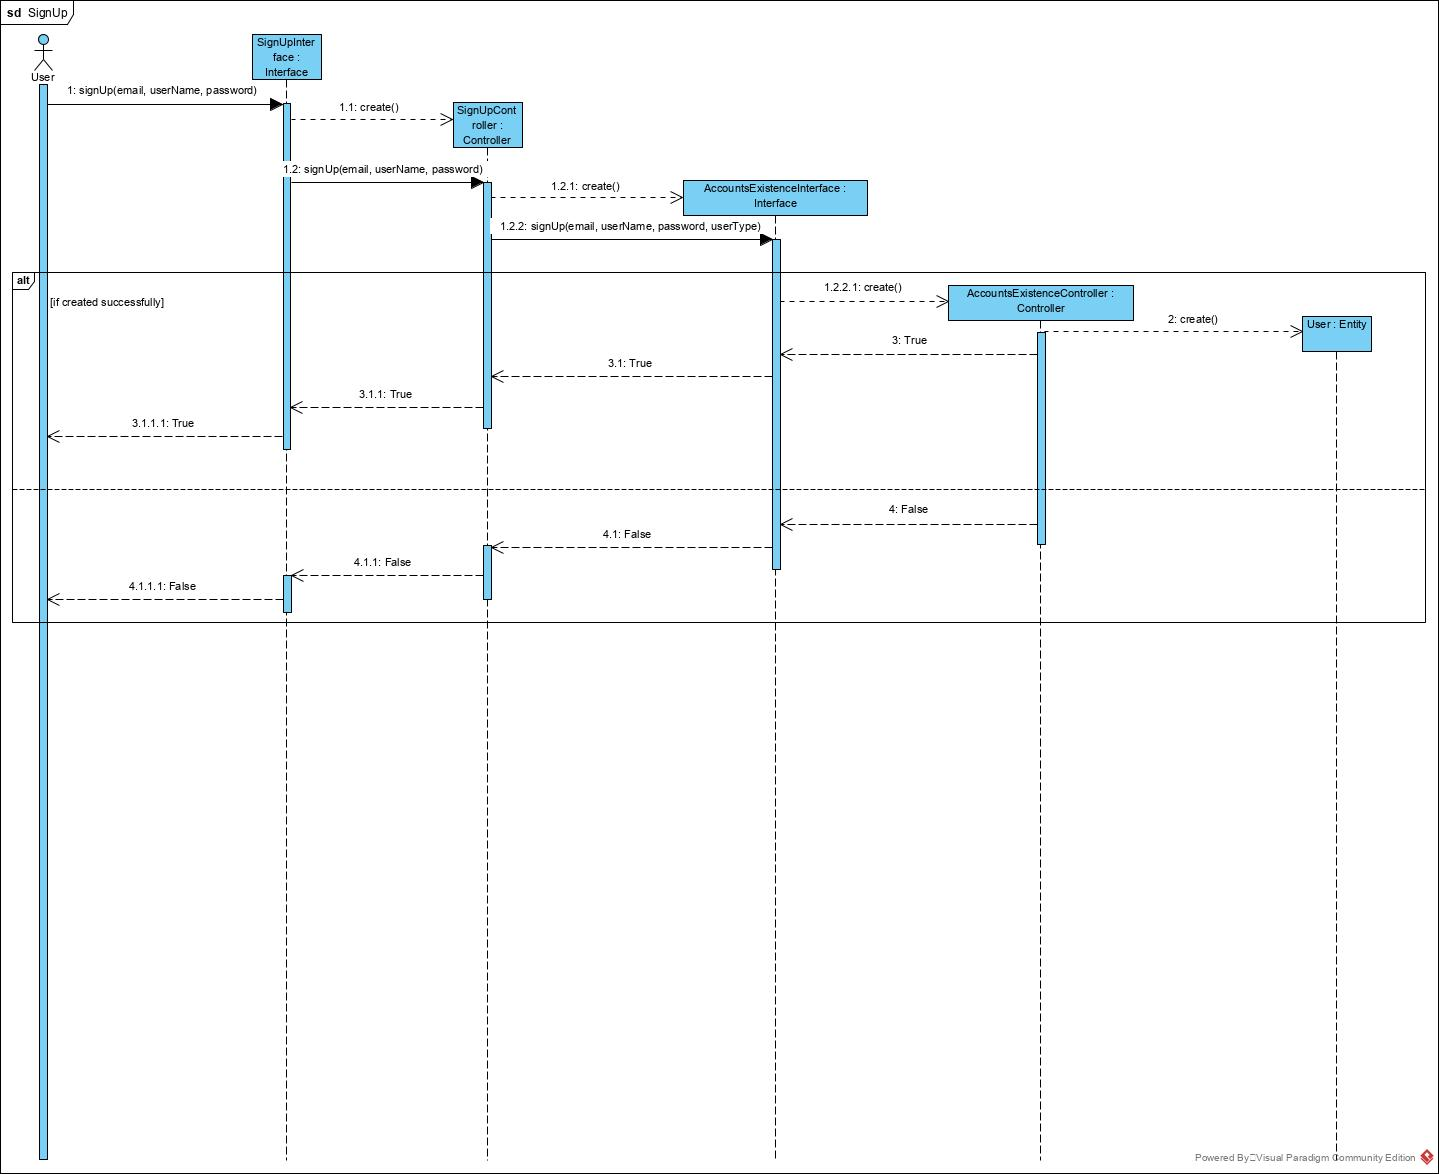 sd SignUp
User
SignUpInter
face :
Interface
1: signUp(email, userName, password)
1.1: create()
SignUpCont
roller :
Controller
1.2: signUp(email, userName, password)
1.2.1: create()
AccountsExistenceInterface :
Interface
1.2.2: signUp(email, userName, password, userType)
alt
[if created successfully]
1.2.2.1: create()
AccountsExistenceController :
Controller
2: create()
User : Entity
3: True
3.1: True
3.1.1: True
3.1.1.1: True
4: False
4.1: False
4.1.1: False
4.1.1.1: False
Powered By Visual Paradigm Community Edition